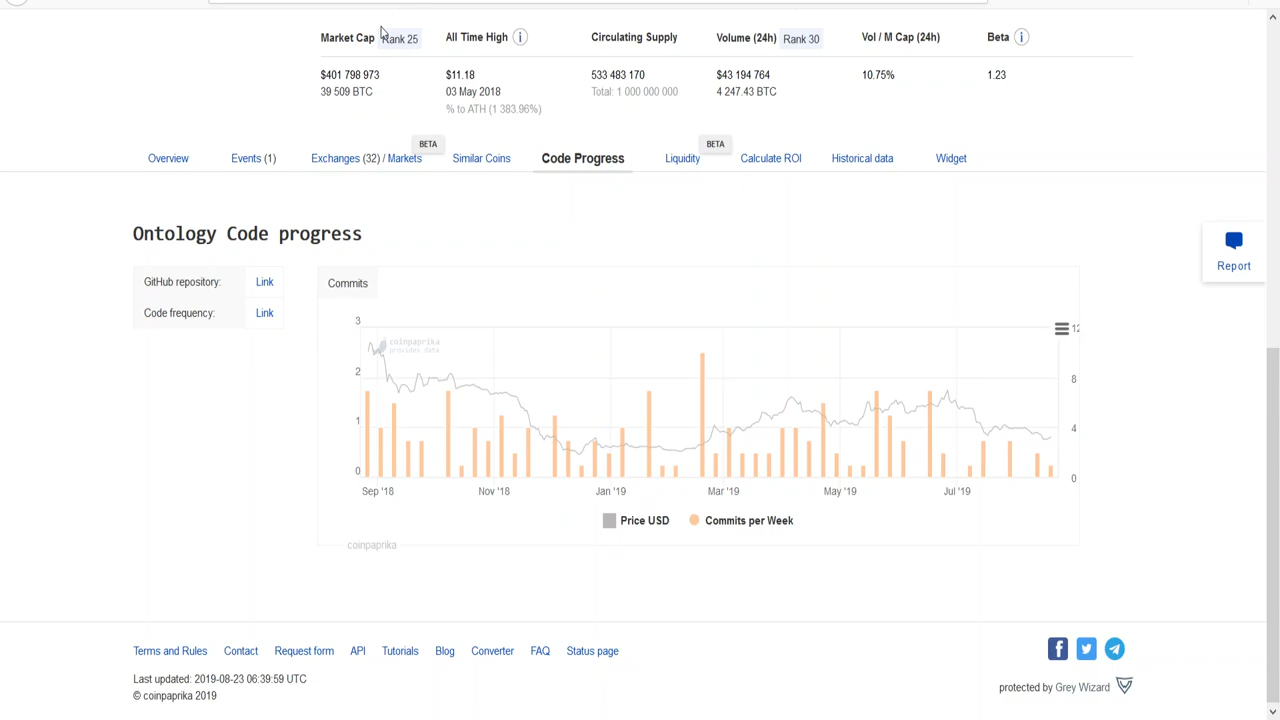 Market Cap Rank 25 All Time High Circulating Supply Volume (24h) Rank 30 Vol / M Cap (24h) Beta
$401 798 973 $11.18 533 483 170 $43 194 764 10.75% 1.23
39 509 BTC 03 May 2018 Total: 1 000 000 000 4 247.43 BTC
% to ATH (1 383.96%)
BETA BETA
Overview Events (1) Exchanges (32) / Markets Similar Coins Code Progress Liquidity Calculate ROI Historical data Widget
Ontology Code progress
Report
GitHub repository: Link
Code frequency: Link
Commits
3 12
coinpaprika
provides data
2 8
1 4
0 0
Sep '18 Nov '18 Jan '19 Mar '19 May '19 Jul '19
Price USD Commits per Week
coinpaprika
Terms and Rules Contact Request form API Tutorials Blog Converter FAQ Status page
Last updated: 2019-08-23 06:39:59 UTC
© coinpaprika 2019
protected by Grey Wizard